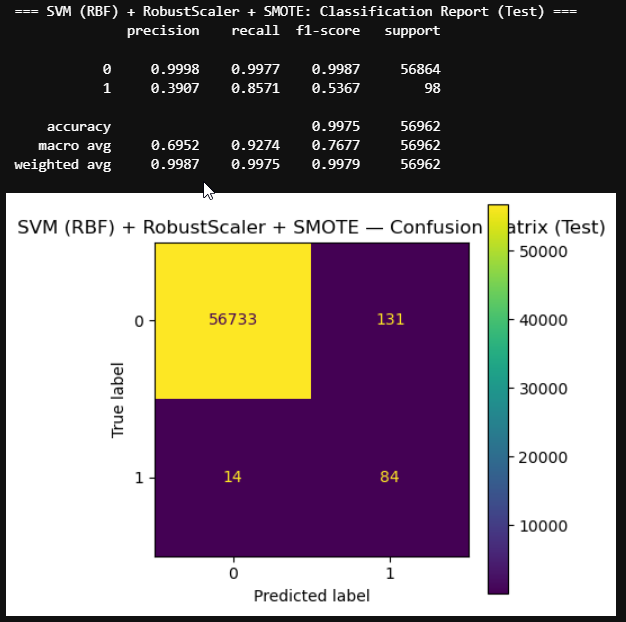 === SVM (RBF) + RobustScaler + SMOTE: Classification Report (Test) ===
precision recall f1-score support
0 0.9998 0.9977 0.9987 56864
1 0.3907 0.8571 0.5367 98
accuracy 0.9975 56962
macro avg 0.6952 0.9274 0.7677 56962
weighted avg 0.9987 0.9975 0.9979 56962
SVM (RBF) + RobustScaler + SMOTE — Confusion atrix (Test)
50000
40000
30000
20000
10000
True label
0
56733 131
1
14 84
0 1
Predicted label